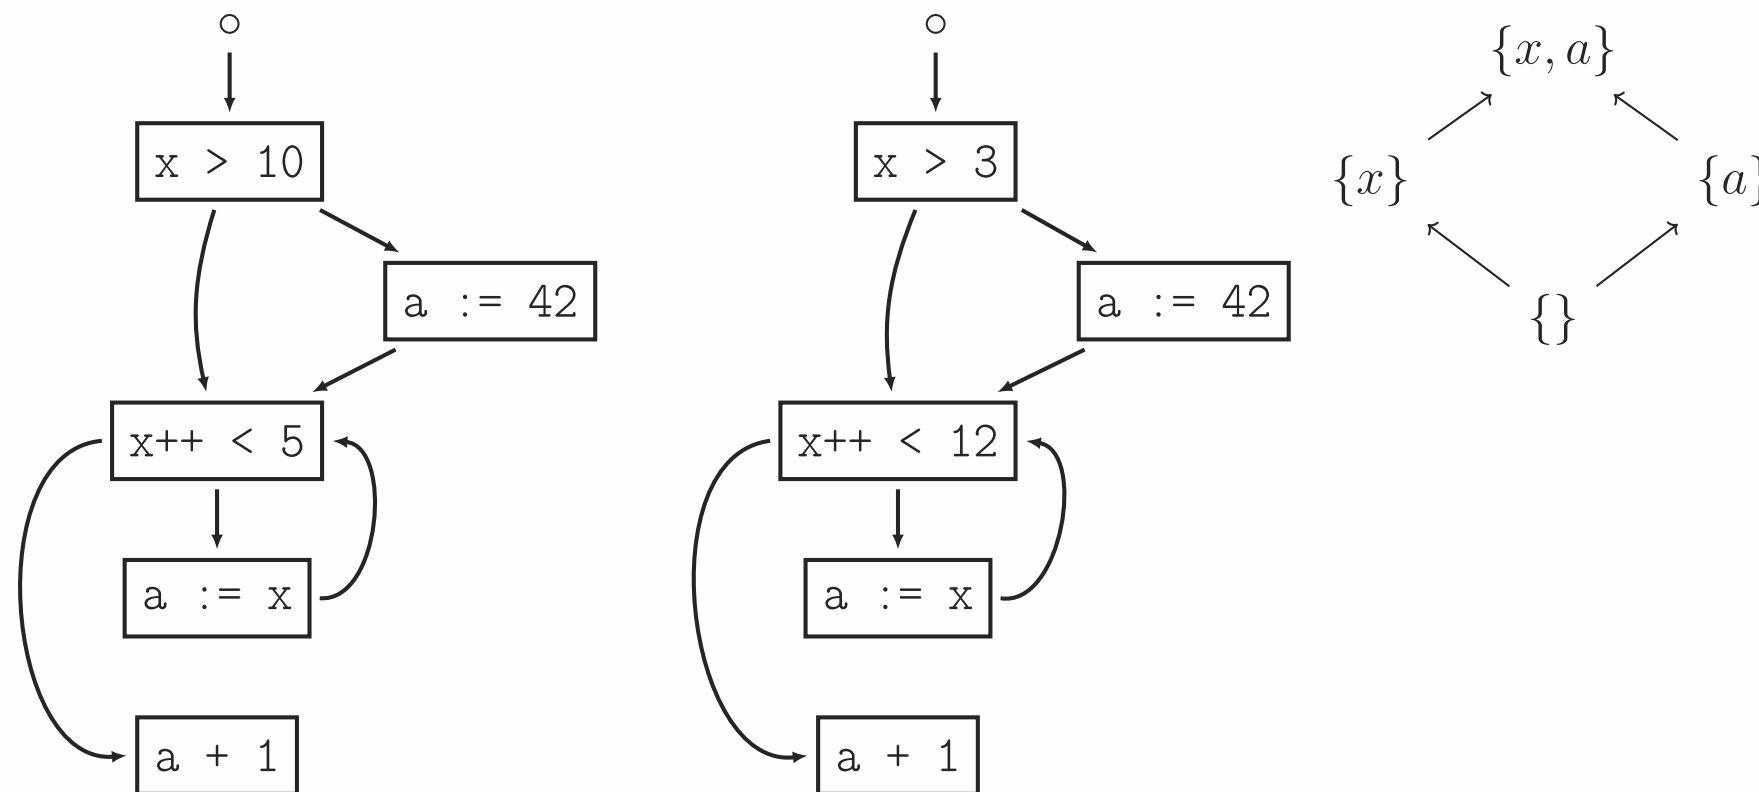 x > 10
a := 42
x++ < 5
a := x
a + 1
x > 3
a := 42
x++ < 12
a := x
a + 1
{x, a}
{x}
{a}
{}